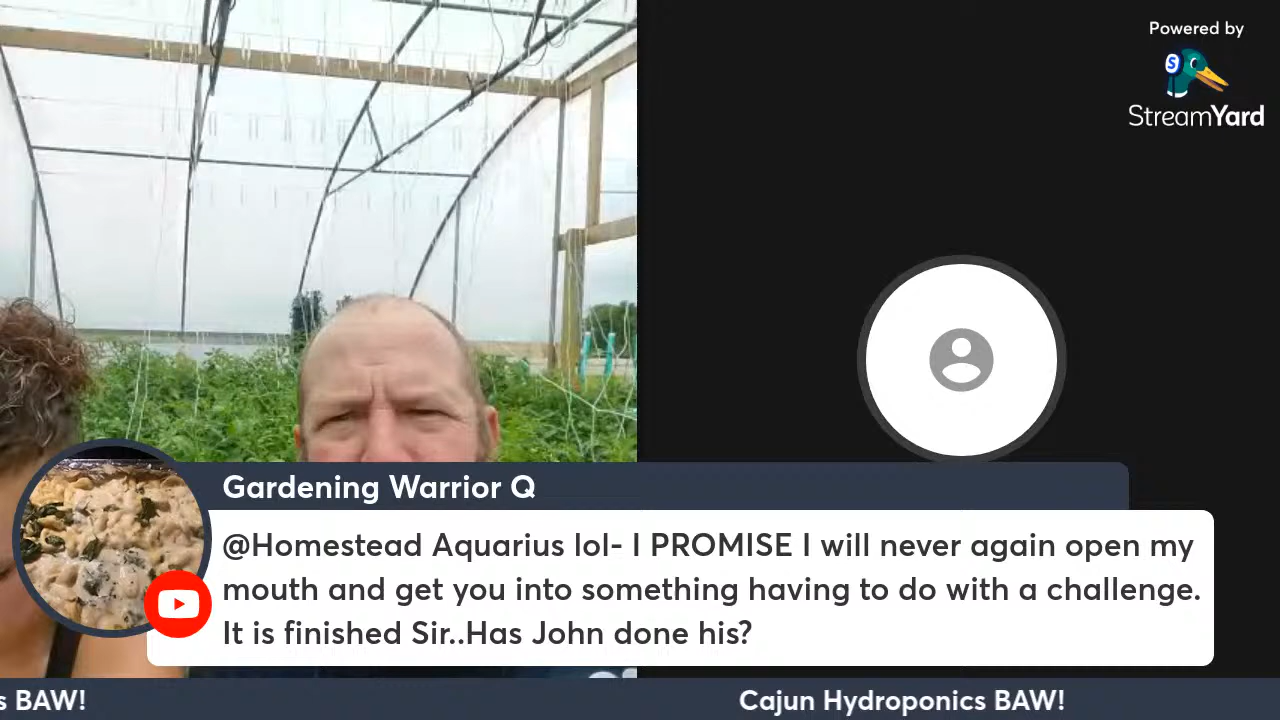 Powered by
S
StreamYard
Gardening Warrior Q
@Homestead Aquarius lol- I PROMISE I will never again open my
mouth and get you into something having to do with a challenge.
It is finished Sir..Has John done his?
s BAW!
Cajun Hydroponics BAW!